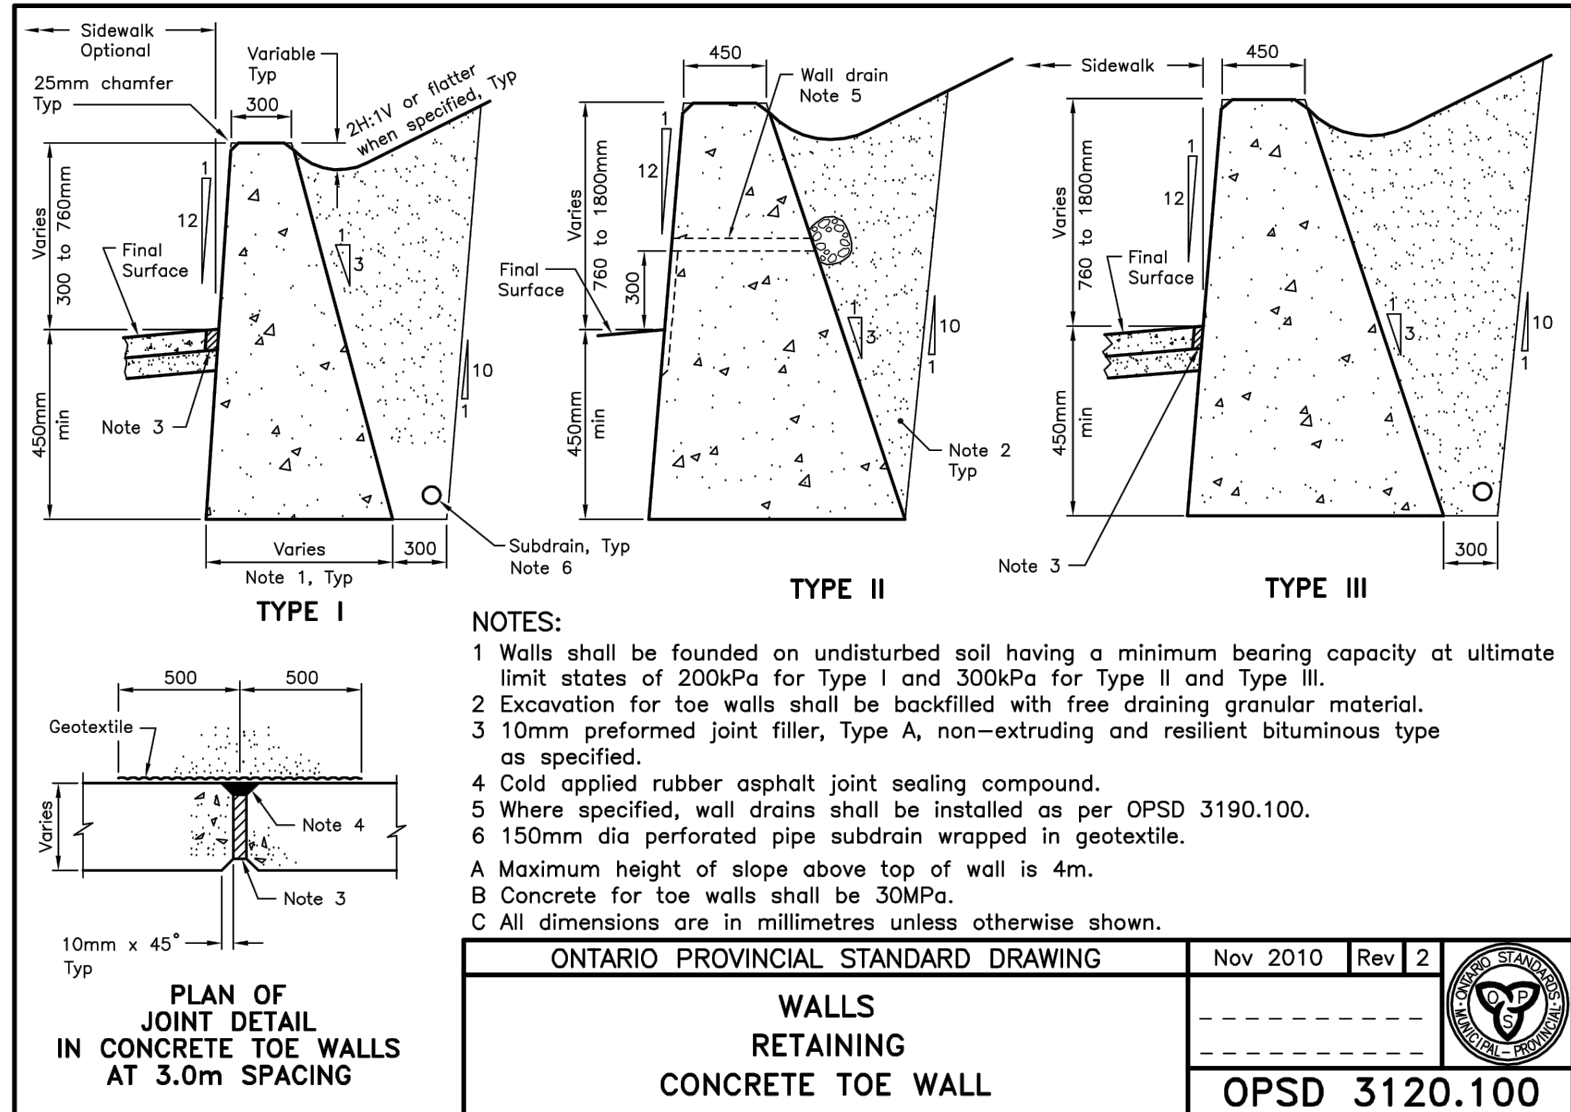 Sidewalk
Optional
25mm chamfer
Typ
Variable
Typ
300
2H:1V or flatter
when specified, Typ
Varies
300 to 760mm
1
12
1
3
Final
Surface
Note 3
450mm
min
10
1
Varies
Note 1, Typ
300
Subdrain, Typ
Note 6
TYPE I
450
Wall drain
Note 5
Varies
760 to 1800mm
1
12
Final
Surface
300
1
3
10
1
450mm
min
Note 2
Typ
TYPE II
Sidewalk
450
Varies
760 to 1800mm
1
12
Final
Surface
1
3
10
1
450mm
min
Note 3
300
TYPE III
500
500
Geotextile
Varies
Note 4
Note 3
10mm x 45°
Typ
PLAN OF
JOINT DETAIL
IN CONCRETE TOE WALLS
AT 3.0m SPACING
NOTES:
1 Walls shall be founded on undisturbed soil having a minimum bearing capacity at ultimate
limit states of 200kPa for Type I and 300kPa for Type II and Type III.
2 Excavation for toe walls shall be backfilled with free draining granular material.
3 10mm preformed joint filler, Type A, non-extruding and resilient bituminous type
as specified.
4 Cold applied rubber asphalt joint sealing compound.
5 Where specified, wall drains shall be installed as per OPSD 3190.100.
6 150mm dia perforated pipe subdrain wrapped in geotextile.
A Maximum height of slope above top of wall is 4m.
B Concrete for toe walls shall be 30MPa.
C All dimensions are in millimetres unless otherwise shown.
ONTARIO PROVINCIAL STANDARD DRAWING
Nov 2010
Rev
2
WALLS
RETAINING
CONCRETE TOE WALL
ONTARIO STANDARDS
MUNICIPAL-PROVINCIAL
O P
S
OPSD 3120.100